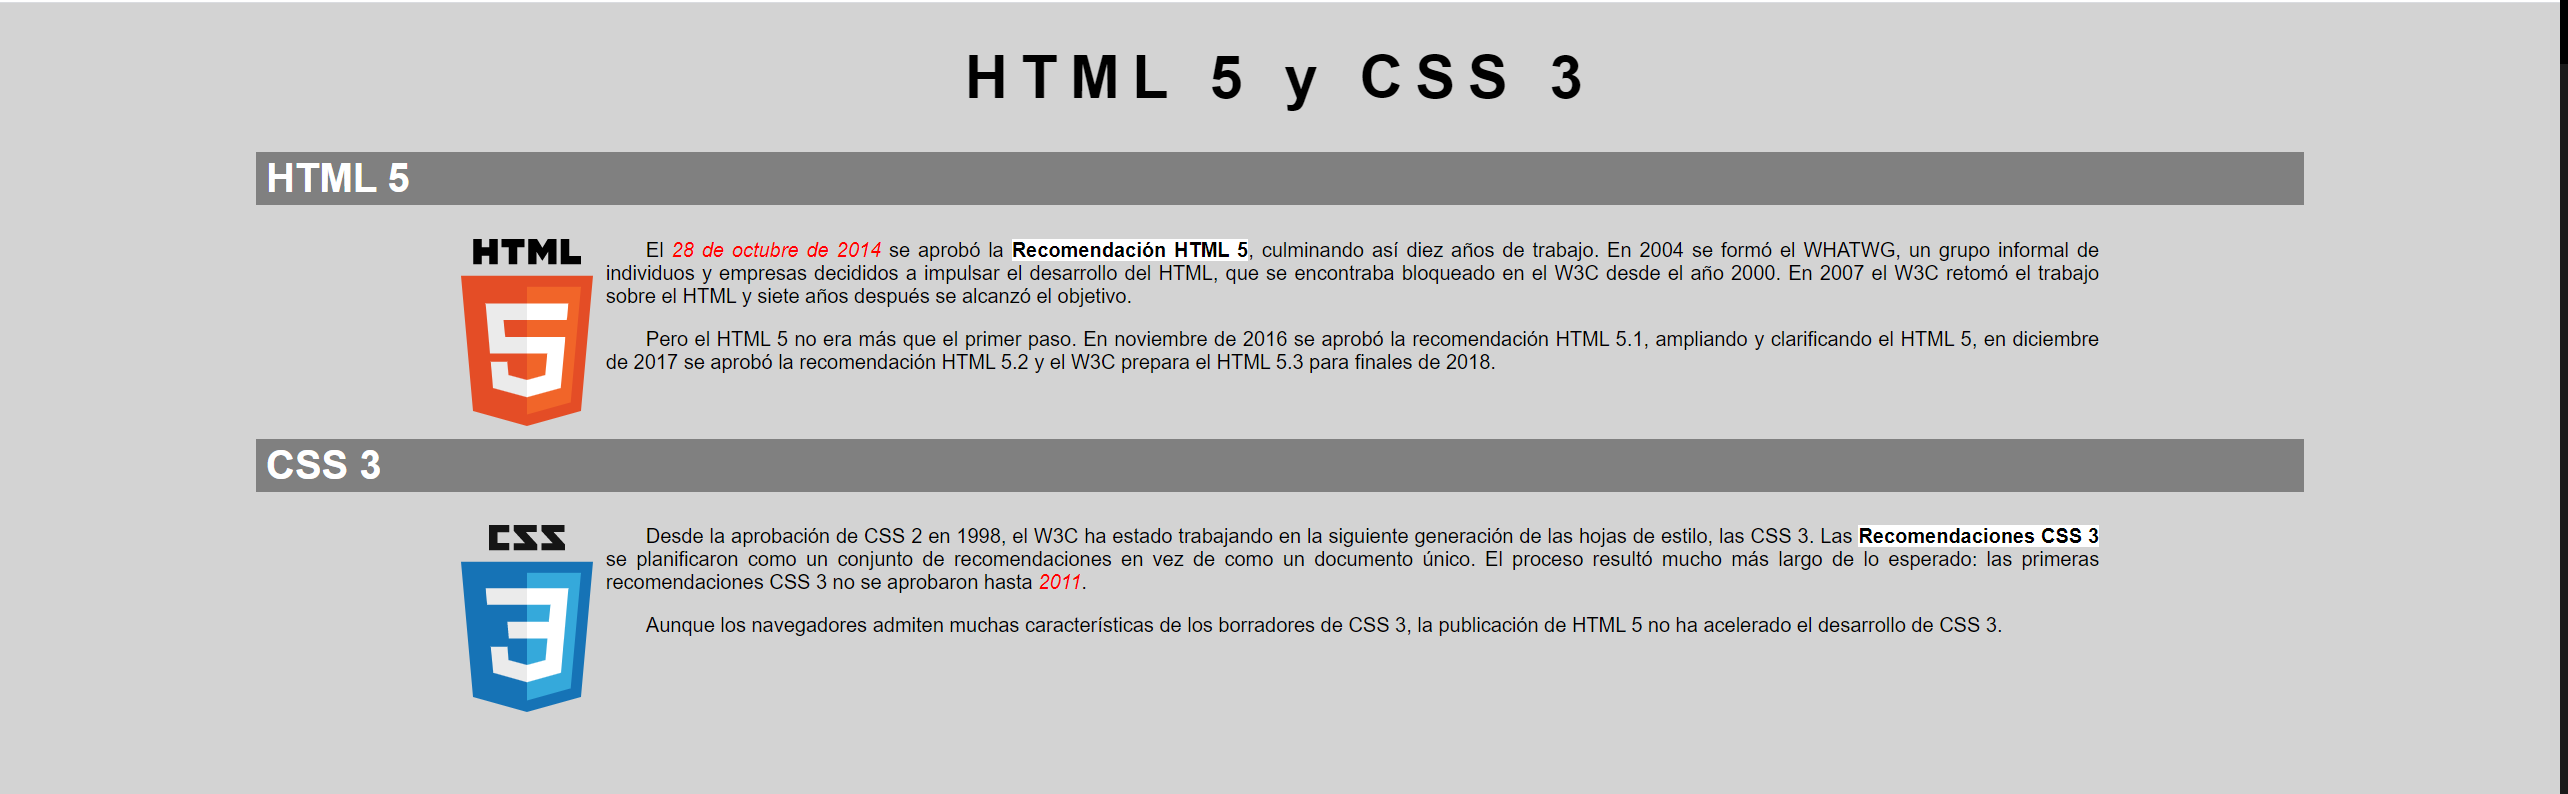 HTML 5 y CSS 3
HTML 5
HTML
5
El 28 de octubre de 2014 se aprobó la Recomendación HTML 5, culminando así diez años de trabajo. En 2004 se formó el WHATWG, un grupo informal de
individuos y empresas decididos a impulsar el desarrollo del HTML, que se encontraba bloqueado en el W3C desde el año 2000. En 2007 el W3C retomó el trabajo
sobre el HTML y siete años después se alcanzó el objetivo.
Pero el HTML 5 no era más que el primer paso. En noviembre de 2016 se aprobó la recomendación HTML 5.1, ampliando y clarificando el HTML 5, en diciembre
de 2017 se aprobó la recomendación HTML 5.2 y el W3C prepara el HTML 5.3 para finales de 2018.
CSS 3
CSS
3
Desde la aprobación de CSS 2 en 1998, el W3C ha estado trabajando en la siguiente generación de las hojas de estilo, las CSS 3. Las Recomendaciones CSS 3
se planificaron como un conjunto de recomendaciones en vez de como un documento único. El proceso resultó mucho más largo de lo esperado: las primeras
recomendaciones CSS 3 no se aprobaron hasta 2011.
Aunque los navegadores admiten muchas características de los borradores de CSS 3, la publicación de HTML 5 no ha acelerado el desarrollo de CSS 3.